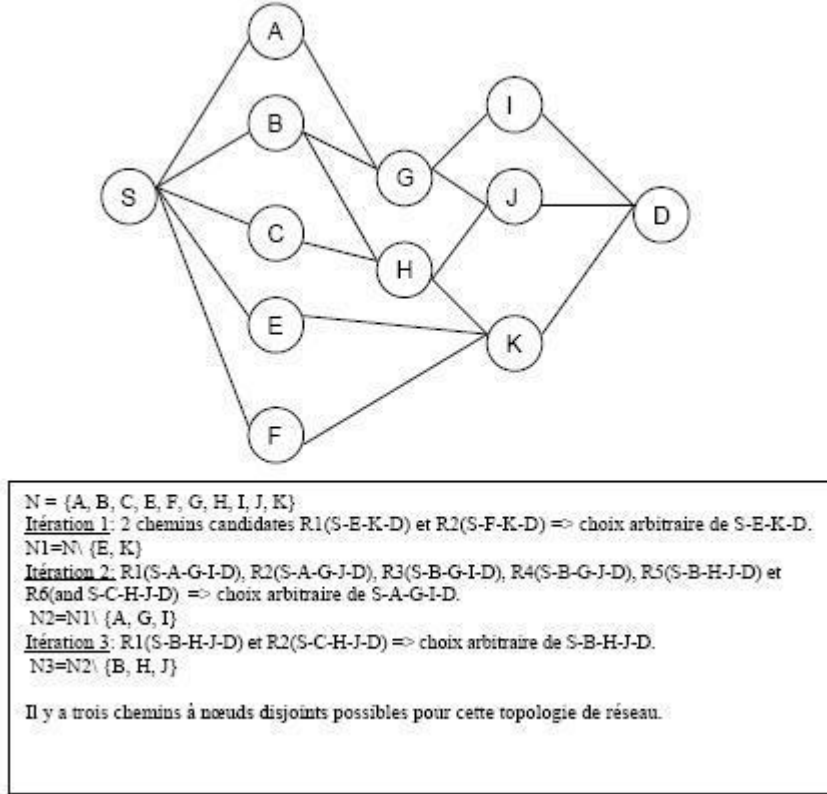 A
B
I
G
J
S
D
C
H
E
K
F
N = {A, B, C, E, F, G, H, I, J, K}
Itération 1: 2 chemins candidates R1(S-E-K-D) et R2(S-F-K-D) => choix arbitraire de S-E-K-D.
N1=N\ {E, K}
Itération 2: R1(S-A-G-I-D), R2(S-A-G-J-D), R3(S-B-G-I-D), R4(S-B-G-J-D), R5(S-B-H-J-D) et
R6(and S-C-H-J-D) => choix arbitraire de S-A-G-I-D.
N2=N1\ {A, G, I}
Itération 3: R1(S-B-H-J-D) et R2(S-C-H-J-D) => choix arbitraire de S-B-H-J-D.
N3=N2\ {B, H, J}
Il y a trois chemins à nœuds disjoints possibles pour cette topologie de réseau.